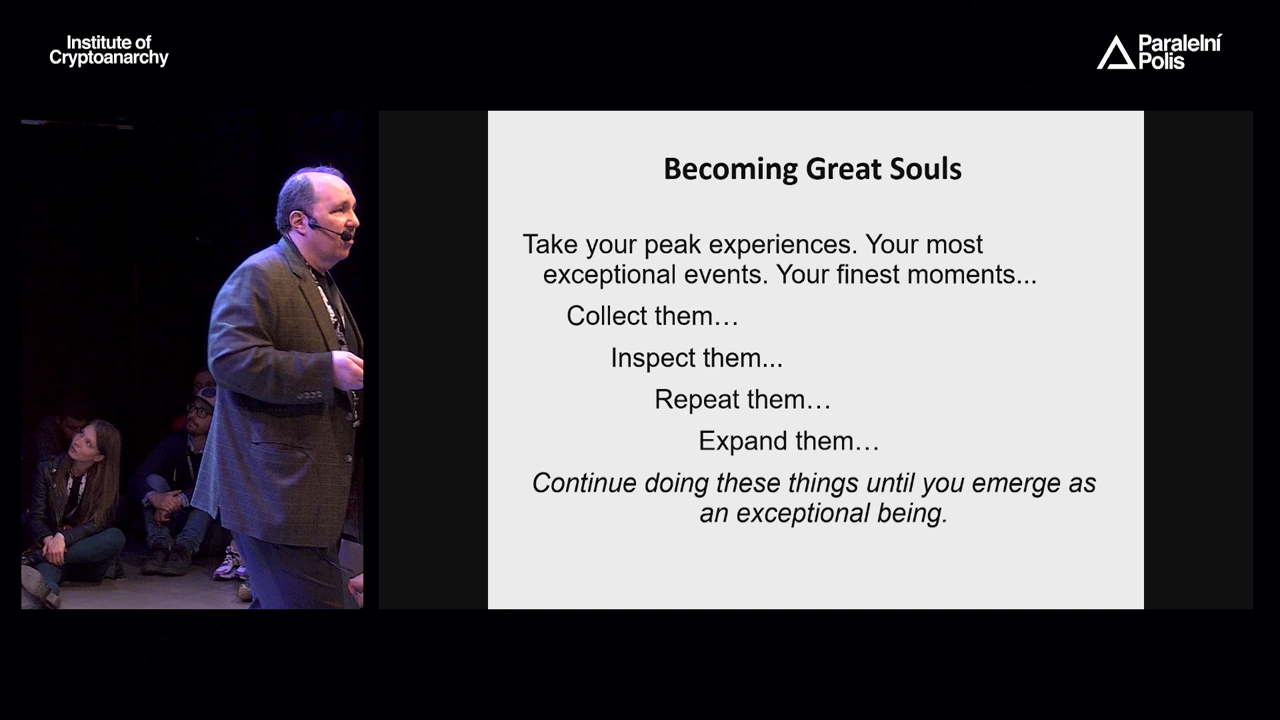 Institute of
Cryptoanarchy
Paralelní
Polis
Becoming Great Souls
Take your peak experiences. Your most
exceptional events. Your finest moments...
Collect them…
Inspect them...
Repeat them…
Expand them…
Continue doing these things until you emerge as
an exceptional being.